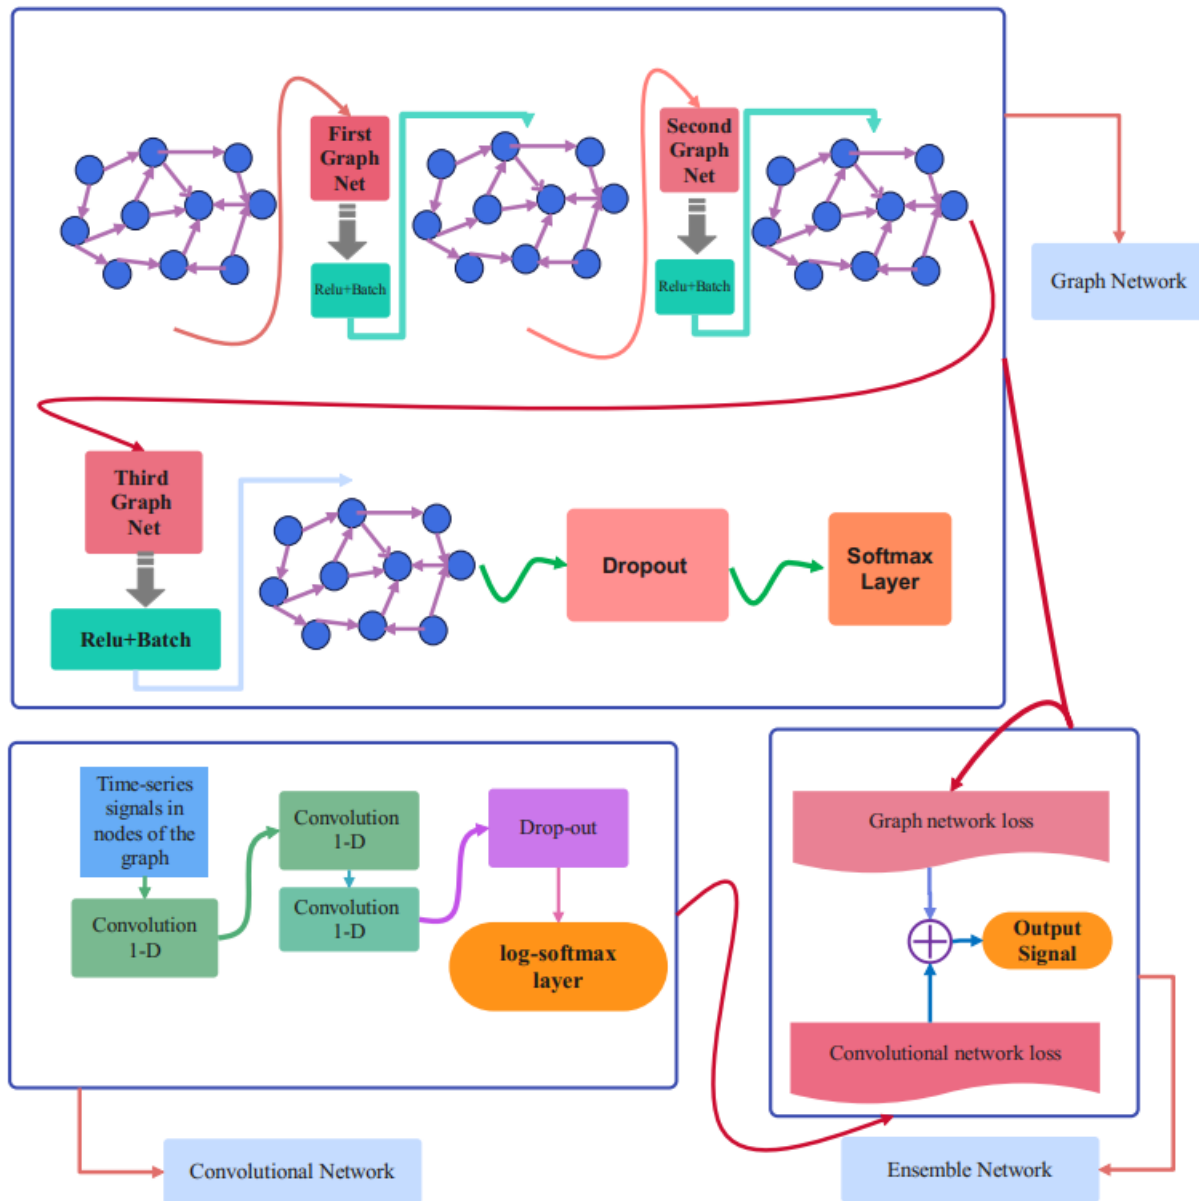 First
Graph
Net
Relu+Batch
Second
Graph
Net
Relu+Batch
Graph Network
Third
Graph
Net
Relu+Batch
Dropout
Softmax
Layer
Time-series
signals in
nodes of the
graph
Convolution
1-D
Convolution
1-D
Convolution
1-D
Drop-out
log-softmax
layer
Convolutional Network
Graph network loss
Output
Signal
Convolutional network loss
Ensemble Network